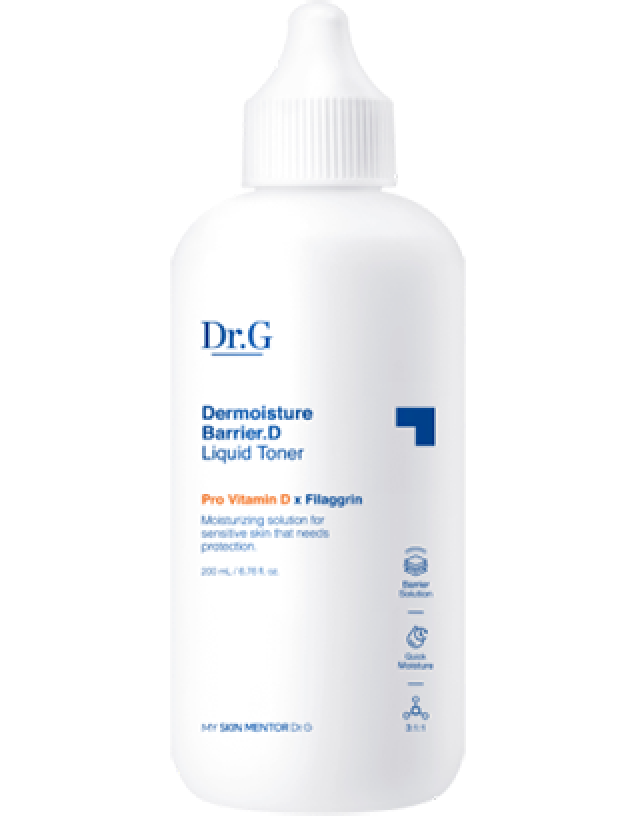 Dr.G
Dermoisture
Barrier.D
Liquid Toner
Pro Vitamin D x Filaggrin
Moisturizing solution for
sensitive skin that needs
protection.
200 mL / 6.76 fl. oz.
Barrier
Solution
Quick
Moisture
3:1:1
MY SKIN MENTOR Dr.G